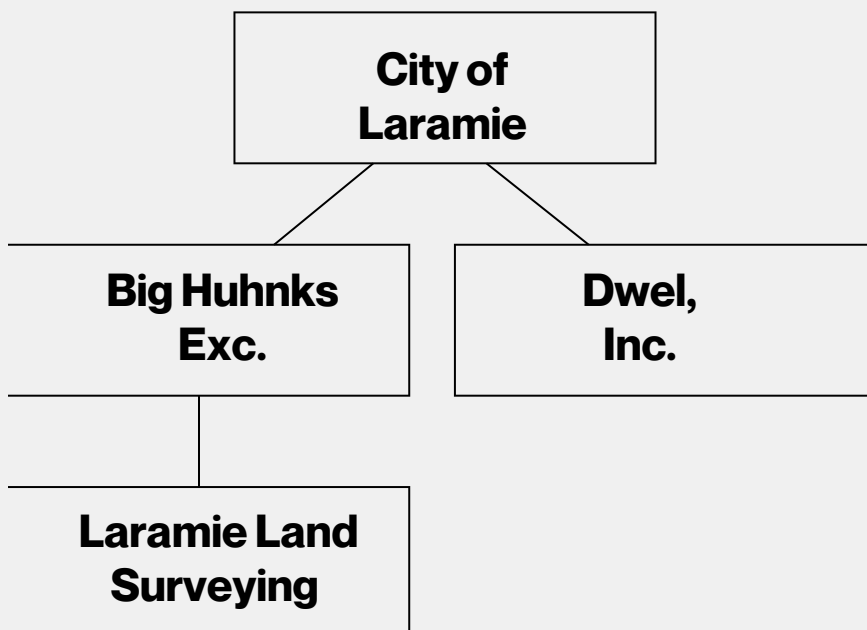 City of
Laramie
Big Huhnks
Exc.
Dwel,
Inc.
Laramie Land
Surveying